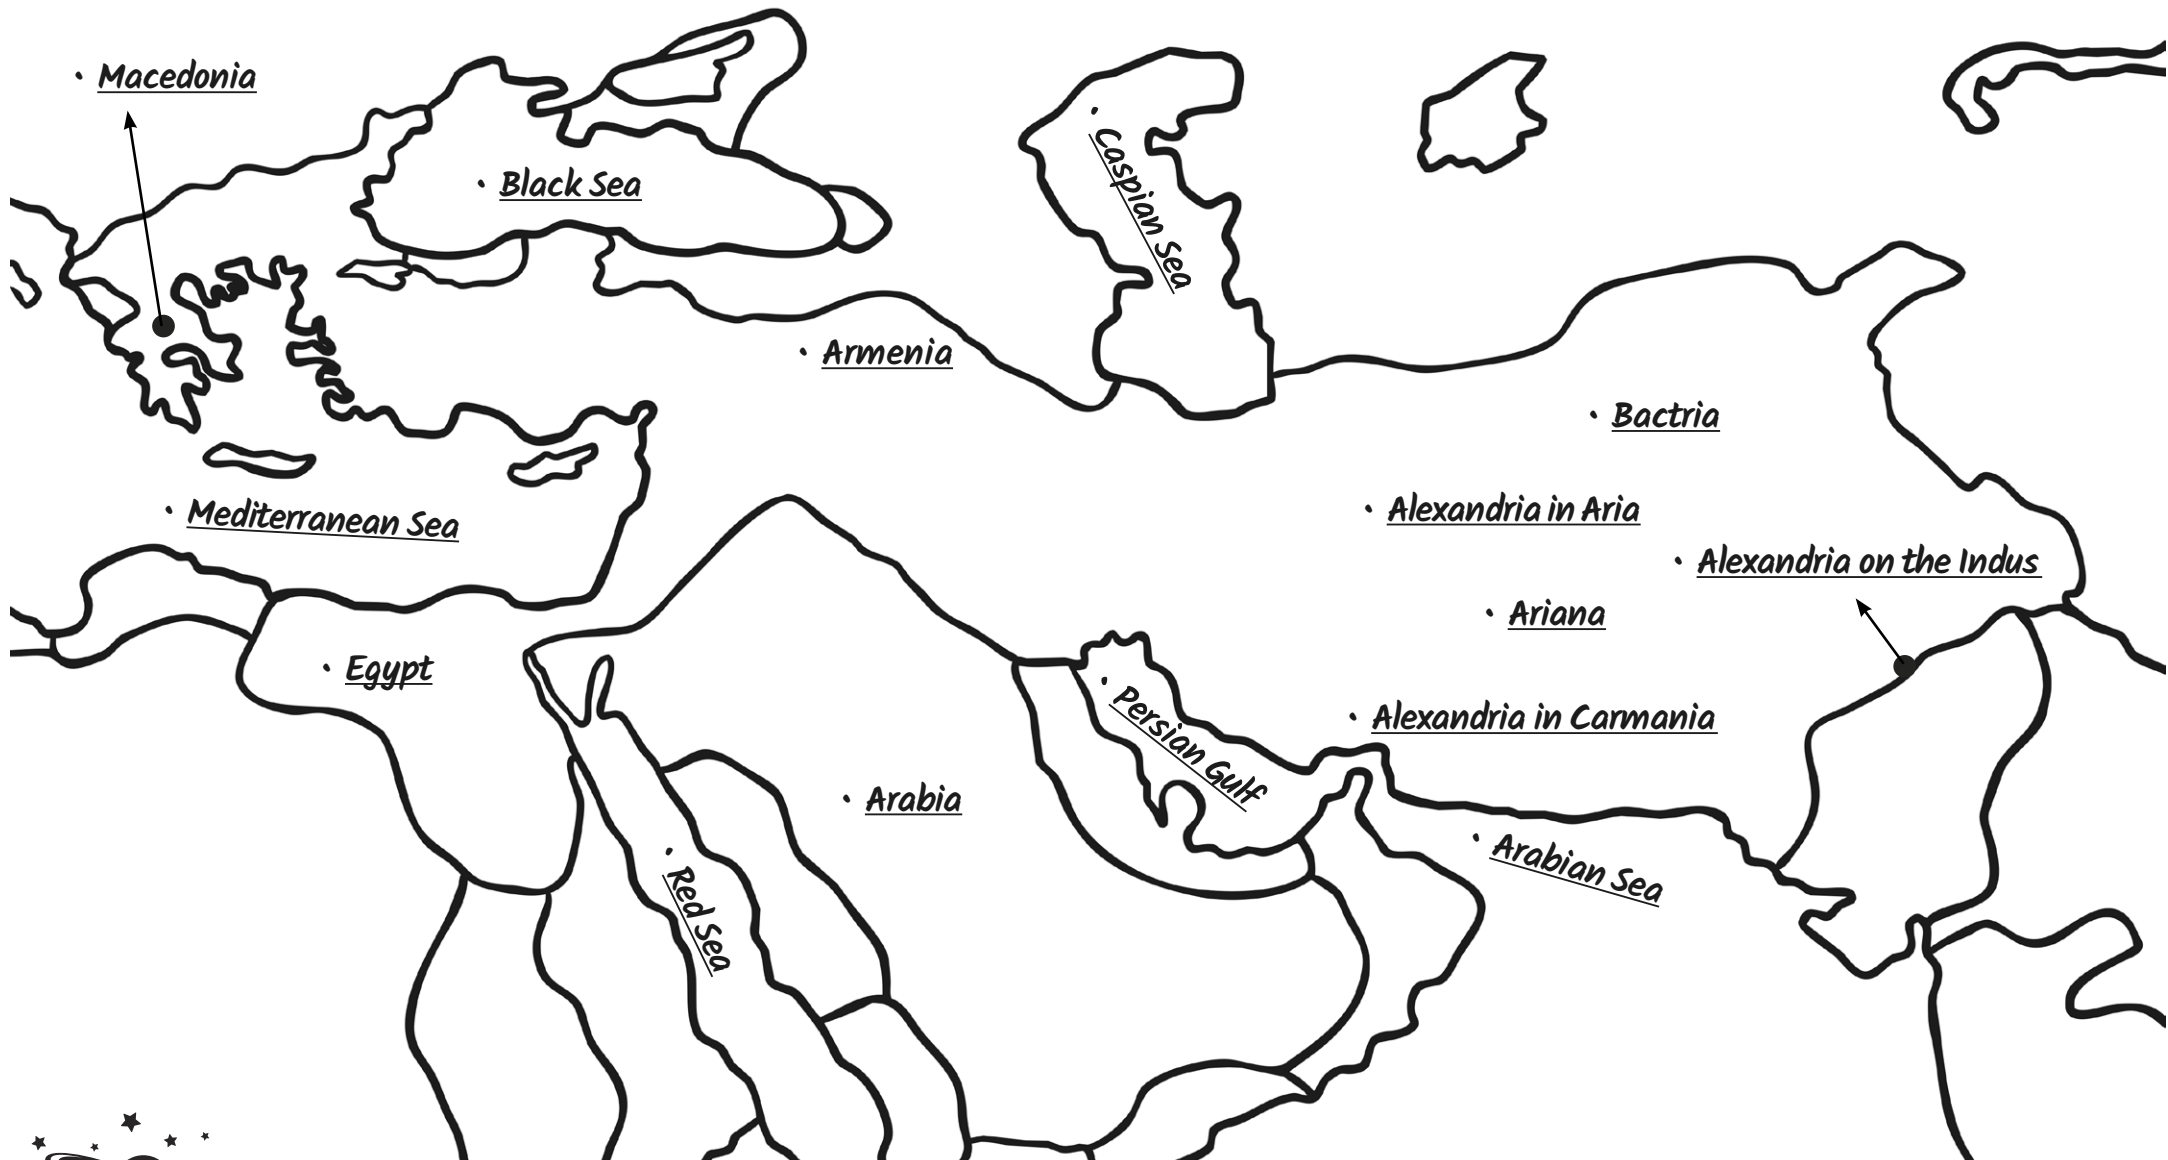 Macedonia
Black Sea
Caspian Sea
Armenia
Bactria
Mediterranean Sea
Alexandria in Aria
Alexandria on the Indus
Ariana
Egypt
Persian Gulf
Alexandria in Carmania
Arabia
Arabian Sea
Red Sea